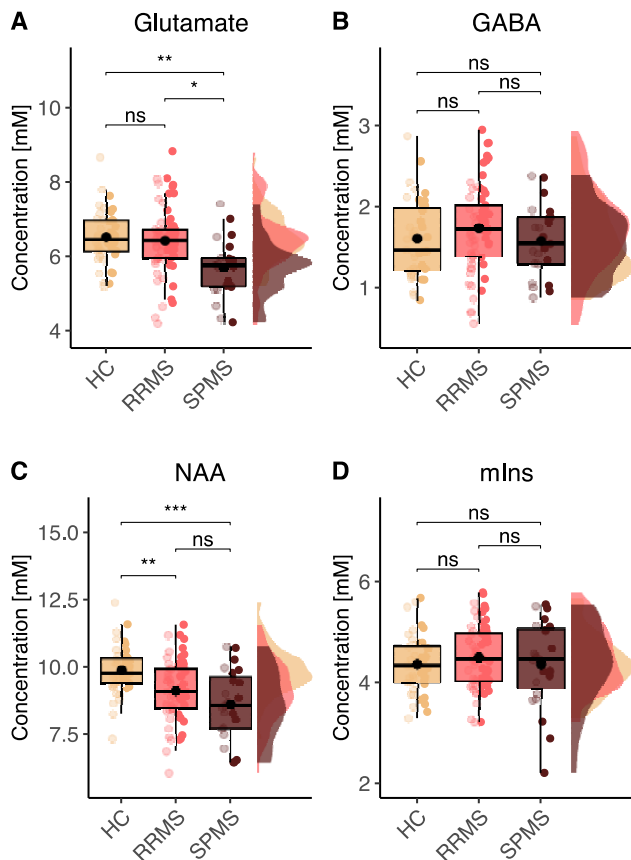 A
Glutamate
Concentration [mM]
10
8
6
4
**
*
ns
HC
RRMS
SPMS
B
GABA
Concentration [mM]
3
2
1
ns
ns
ns
HC
RRMS
SPMS
C
NAA
Concentration [mM]
15.0
12.5
10.0
7.5
***
ns
**
HC
RRMS
SPMS
D
mIns
Concentration [mM]
6
4
2
ns
ns
ns
HC
RRMS
SPMS